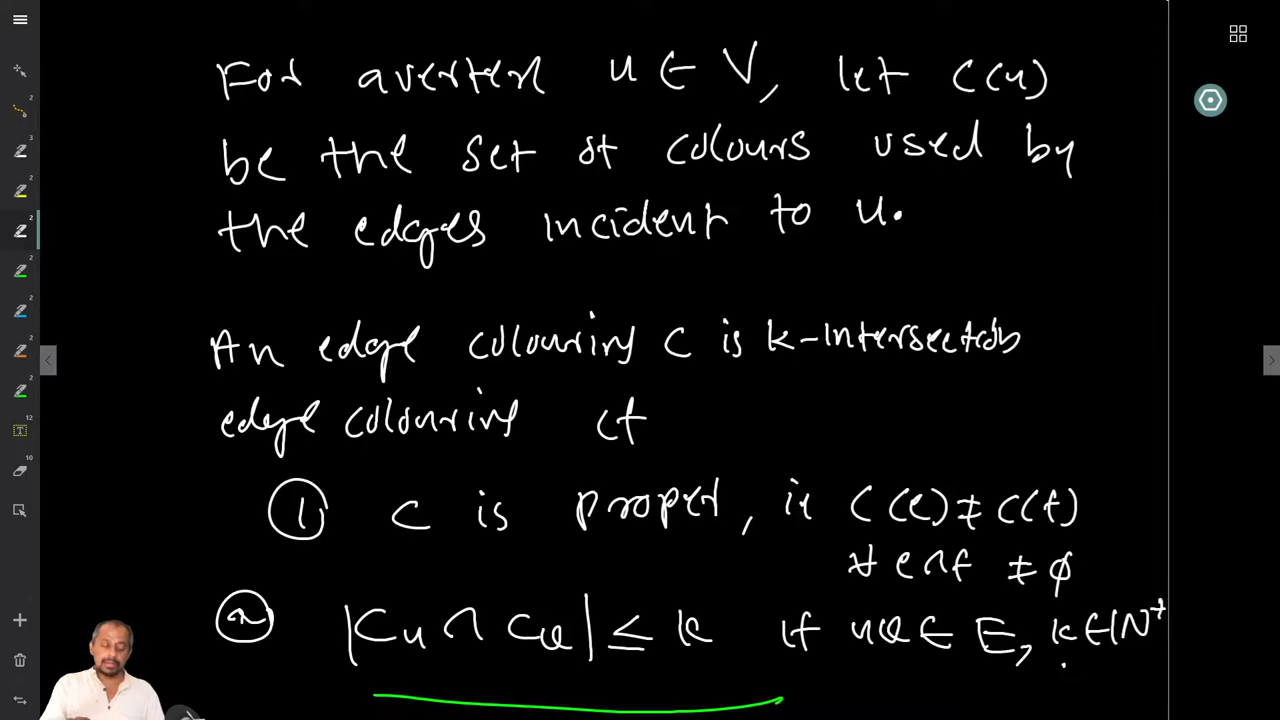 For a vertex u ∈ V, let C(u)
be the set of colours used by
the edges incident to u.
An edge colouring C is k-intersection
edge colouring if
① C is proper, ie C(e) ≠ C(f)
∀ e∩f ≠ ϕ
② |Cu ∩ Cv| ≤ k if uv ∈ E, k ∈ ℕ⁺